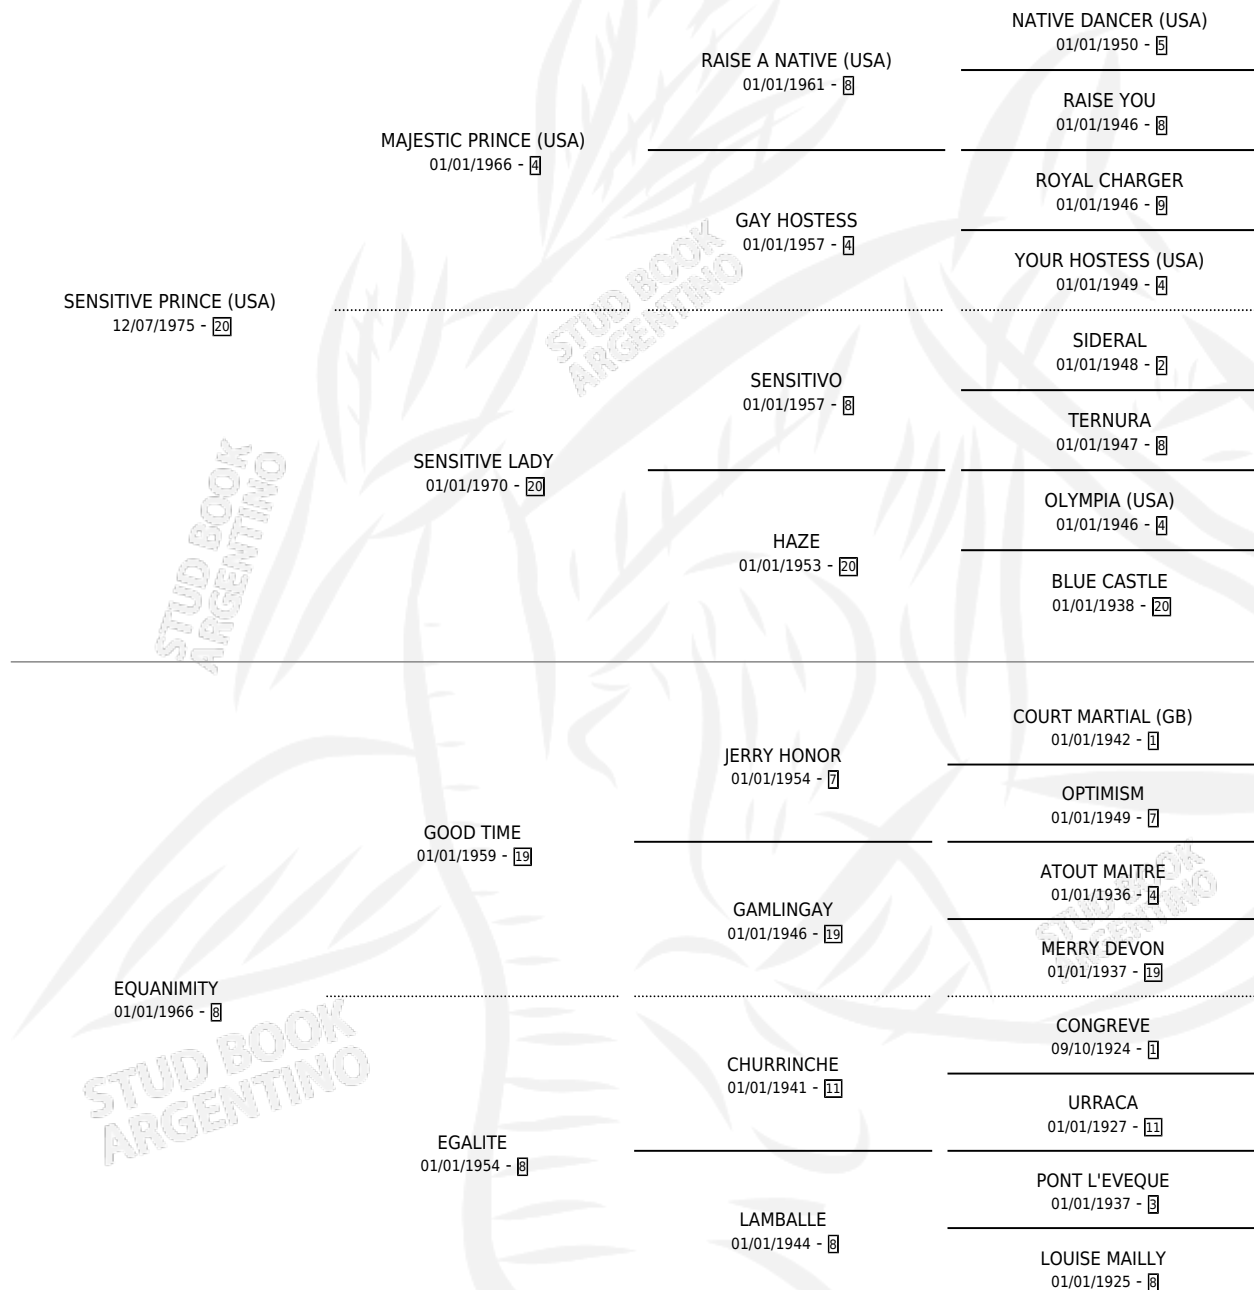 NATIVE DANCER (USA)
01/01/1950 - 5
RAISE A NATIVE (USA)
01/01/1961 - 8
RAISE YOU
01/01/1946 - 8
MAJESTIC PRINCE (USA)
01/01/1966 - 4
ROYAL CHARGER
01/01/1946 - 9
GAY HOSTESS
01/01/1957 - 4
YOUR HOSTESS (USA)
01/01/1949 - 4
SENSITIVE PRINCE (USA)
12/07/1975 - 20
SIDERAL
01/01/1948 - 2
SENSITIVO
01/01/1957 - 8
TERNURA
01/01/1947 - 8
SENSITIVE LADY
01/01/1970 - 20
OLYMPIA (USA)
01/01/1946 - 4
HAZE
01/01/1953 - 20
BLUE CASTLE
01/01/1938 - 20
COURT MARTIAL (GB)
01/01/1942 - 1
JERRY HONOR
01/01/1954 - 7
OPTIMISM
01/01/1949 - 7
GOOD TIME
01/01/1959 - 19
ATOUT MAITRE
01/01/1936 - 4
GAMLINGAY
01/01/1946 - 19
MERRY DEVON
01/01/1937 - 19
EQUANIMITY
01/01/1966 - 8
CONGREVE
09/10/1924 - 1
CHURRINCHE
01/01/1941 - 11
URRACA
01/01/1927 - 11
EGALITE
01/01/1954 - 8
PONT L'EVEQUE
01/01/1937 - 3
LAMBALLE
01/01/1944 - 8
LOUISE MAILLY
01/01/1925 - 8
STUD BOOK
ARGENTINO
STUD BOOK
ARGENTINO
STUD BOOK
ARGENTINO
STUD BOOK
ARGENTINO